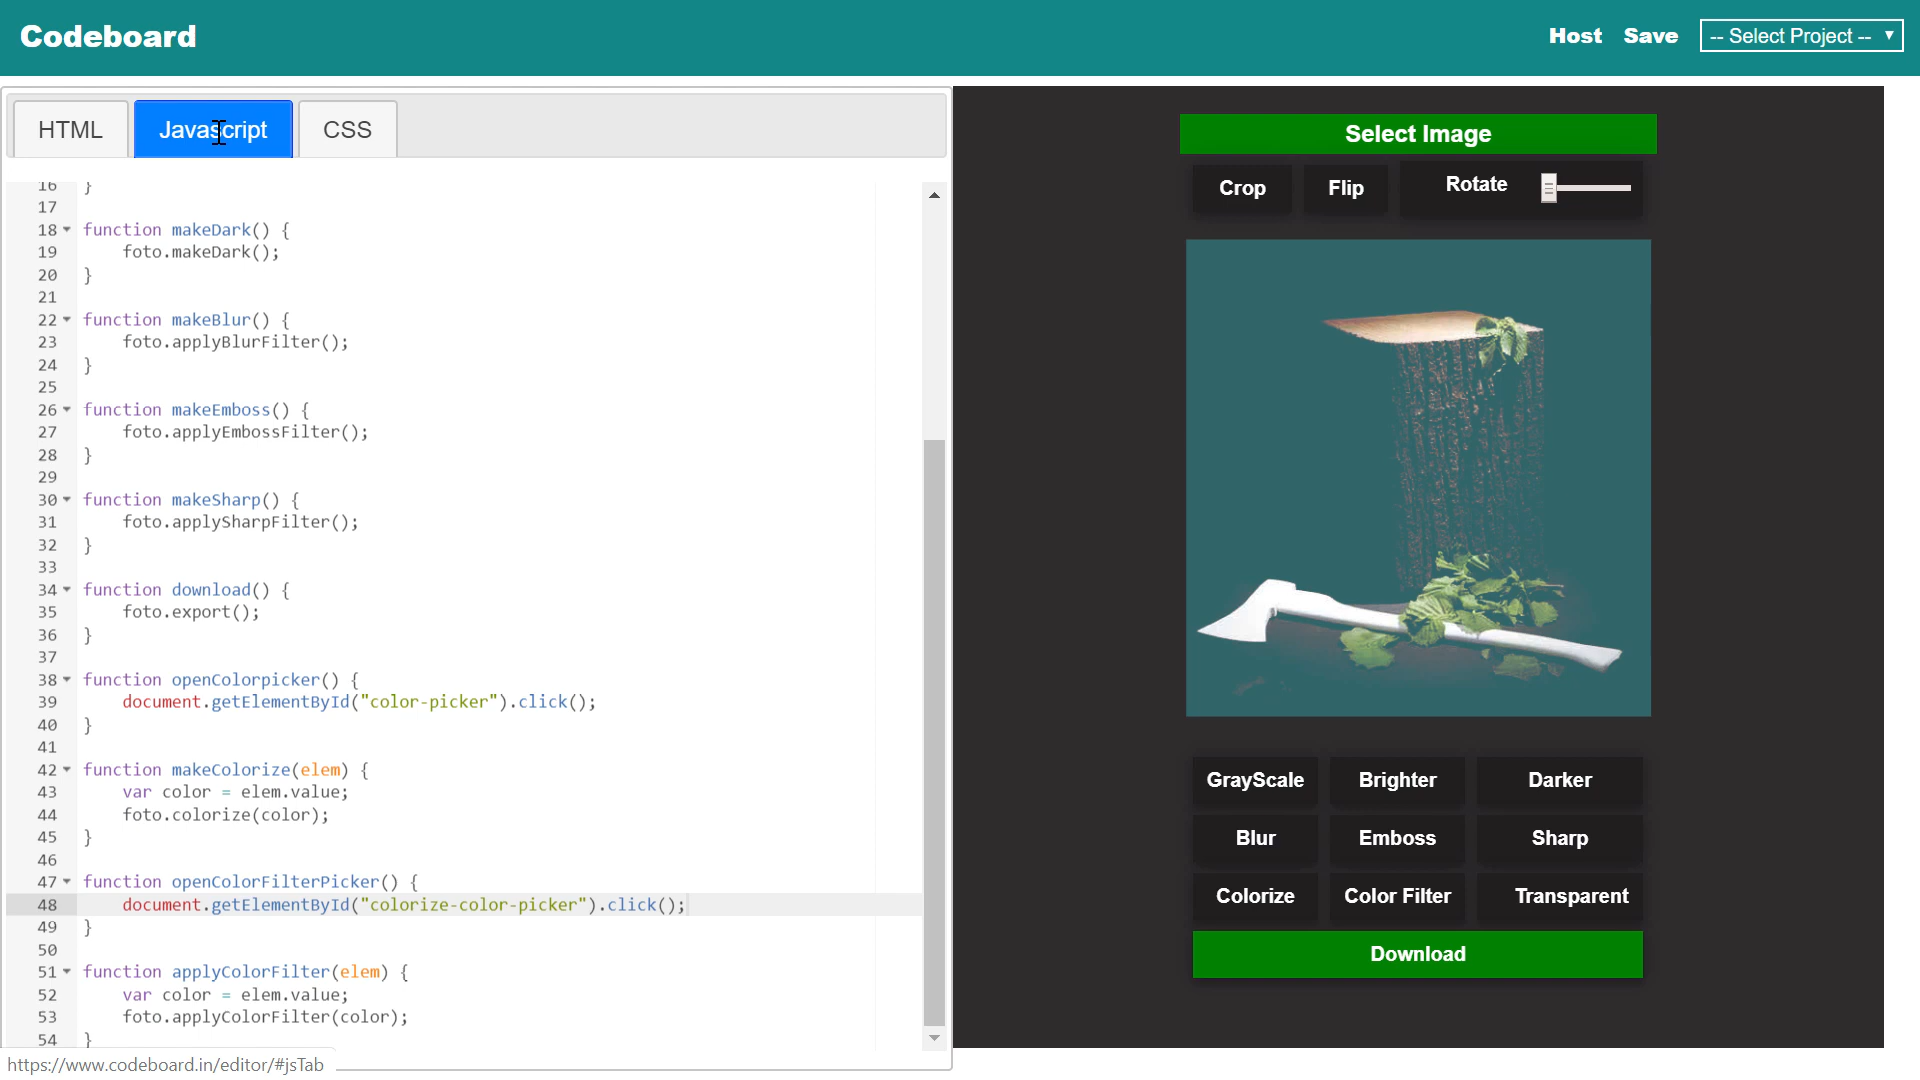 Codeboard
Host Save -- Select Project --
HTML Javascript CSS
16 }
17
18 function makeDark() {
19 foto.makeDark();
20 }
21
22 function makeBlur() {
23 foto.applyBlurFilter();
24 }
25
26 function makeEmboss() {
27 foto.applyEmbossFilter();
28 }
29
30 function makeSharp() {
31 foto.applySharpFilter();
32 }
33
34 function download() {
35 foto.export();
36 }
37
38 function openColorpicker() {
39 document.getElementById("color-picker").click();
40 }
41
42 function makeColorize(elem) {
43 var color = elem.value;
44 foto.colorize(color);
45 }
46
47 function openColorFilterPicker() {
48 document.getElementById("colorize-color-picker").click();
49 }
50
51 function applyColorFilter(elem) {
52 var color = elem.value;
53 foto.applyColorFilter(color);
54 }
https://www.codeboard.in/editor/#jsTab
Select Image
Crop Flip Rotate
GrayScale Brighter Darker
Blur Emboss Sharp
Colorize Color Filter Transparent
Download